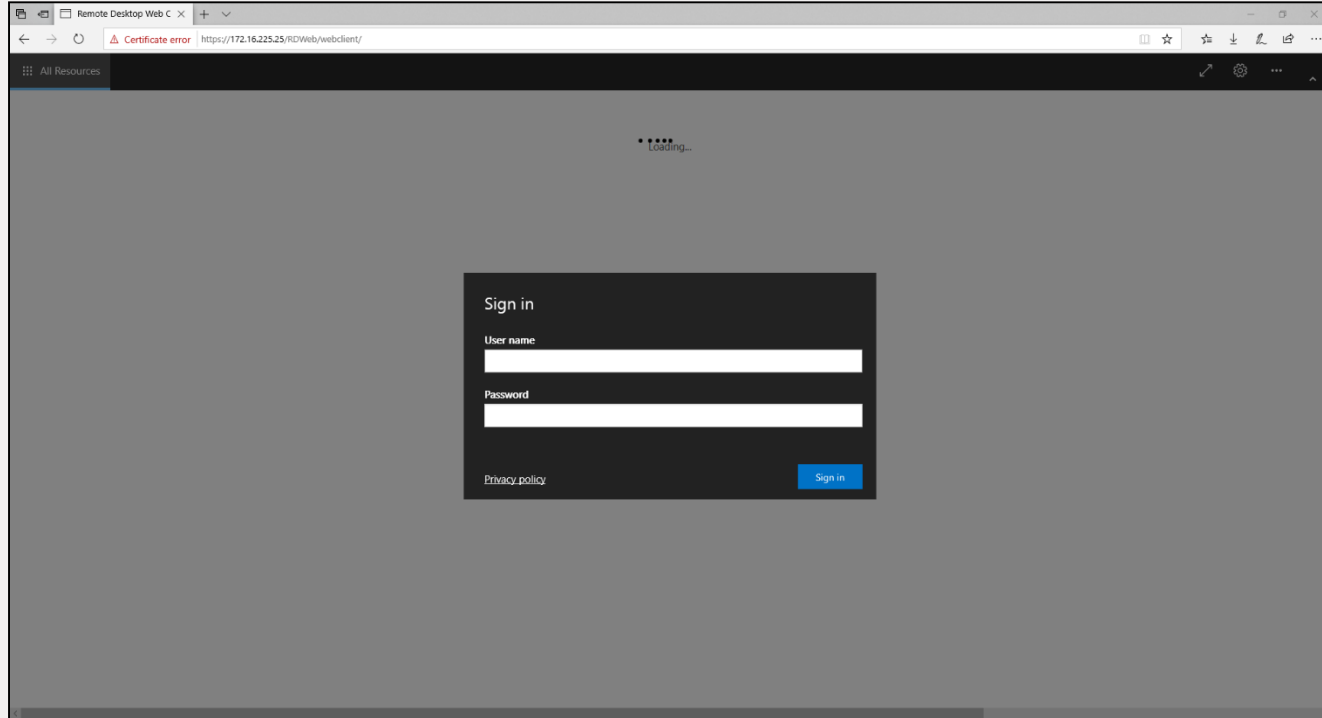 Remote Desktop Web C
Certificate error https://172.16.225.25/RDWeb/webclient/
All Resources
Loading...
Sign in
User name
Password
Privacy policy Sign in